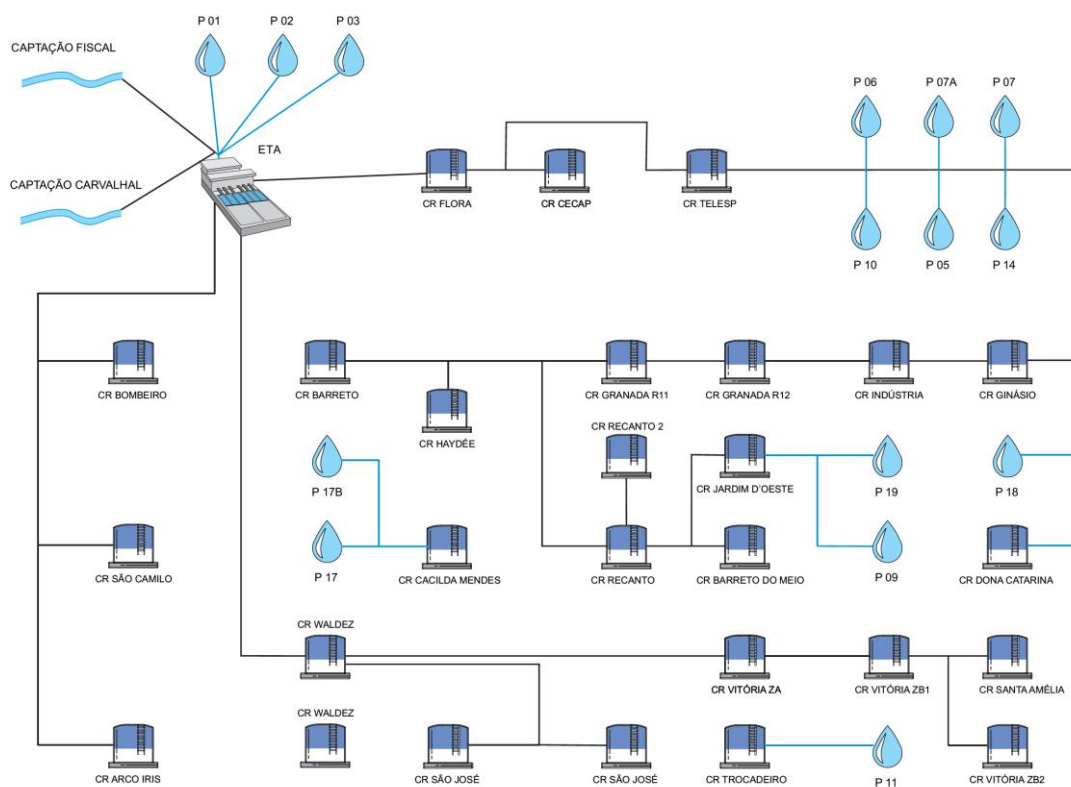 P 01
P 02
P 03
CAPTAÇÃO FISCAL
P 06
P 07A
P 07
ETA
CAPTAÇÃO CARVALHAL
CR FLORA
CR CECAP
CR TELESP
P 10
P 05
P 14
CR BOMBEIRO
CR BARRETO
CR GRANADA R11
CR GRANADA R12
CR INDÚSTRIA
CR GINÁSIO
CR HAYDÉE
CR RECANTO 2
P 17B
CR JARDIM D'OESTE
P 19
P 18
P 17
CR SÃO CAMILO
CR CACILDA MENDES
CR RECANTO
CR BARRETO DO MEIO
P 09
CR DONA CATARINA
CR WALDEZ
CR VITÓRIA ZA
CR VITÓRIA ZB1
CR SANTA AMÉLIA
CR WALDEZ
CR ARCO IRIS
CR SÃO JOSÉ
CR SÃO JOSÉ
CR TROCADEIRO
P 11
CR VITÓRIA ZB2